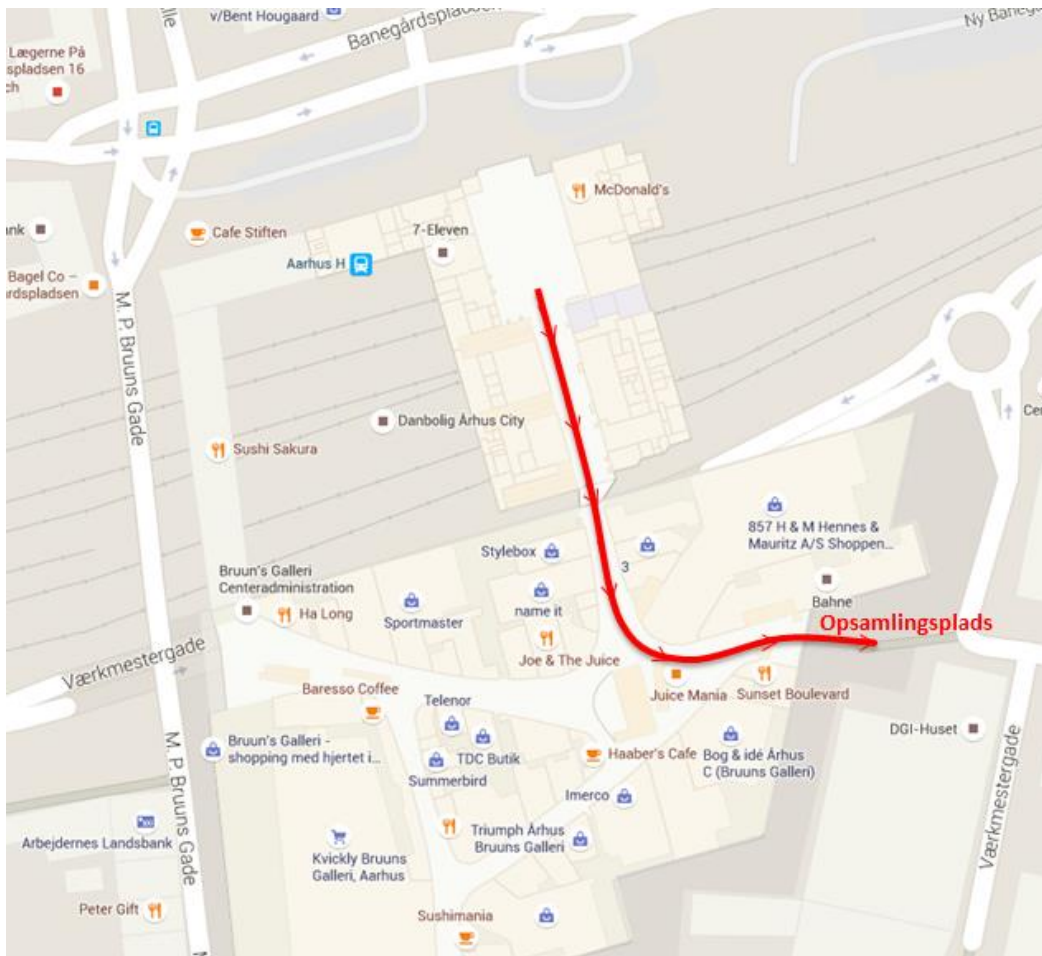 v/Bent Hougaard
Banegårdspladsen
Ny Banegå
lle
Lægerne På
spladsen 16
ch
McDonald's
7-Eleven
Cafe Stiften
ank
Aarhus H
Bagel Co –
årdspladsen
M. P. Bruuns Gade
Danbolig Århus City
Cer
Sushi Sakura
857 H & M Hennes &
Mauritz A/S Shoppen...
Stylebox
3
Bruun's Galleri
Centeradministration
Ha Long
Sportmaster
name it
Bahne
Opsamlingsplads
Joe & The Juice
Værkmestergade
Baresso Coffee
Juice Mania
Sunset Boulevard
Telenor
Bruun's Galleri -
shopping med hjertet i...
TDC Butik
Summerbird
Haaber's Cafe
Bog & idé Århus
C (Bruuns Galleri)
DGI-Huset
Imerco
M. P. Bruuns Gade
Arbejdernes Landsbank
Triumph Århus
Bruuns Galleri
Kvickly Bruuns
Galleri, Aarhus
Værkmestergade
Peter Gift
Sushimania